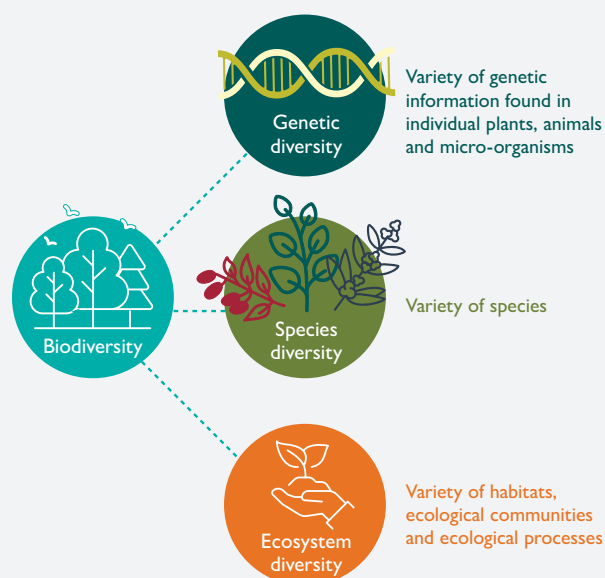 Genetic
diversity
Variety of genetic
information found in
individual plants, animals
and micro-organisms
Biodiversity
Species
diversity
Variety of species
Ecosystem
diversity
Variety of habitats,
ecological communities
and ecological processes